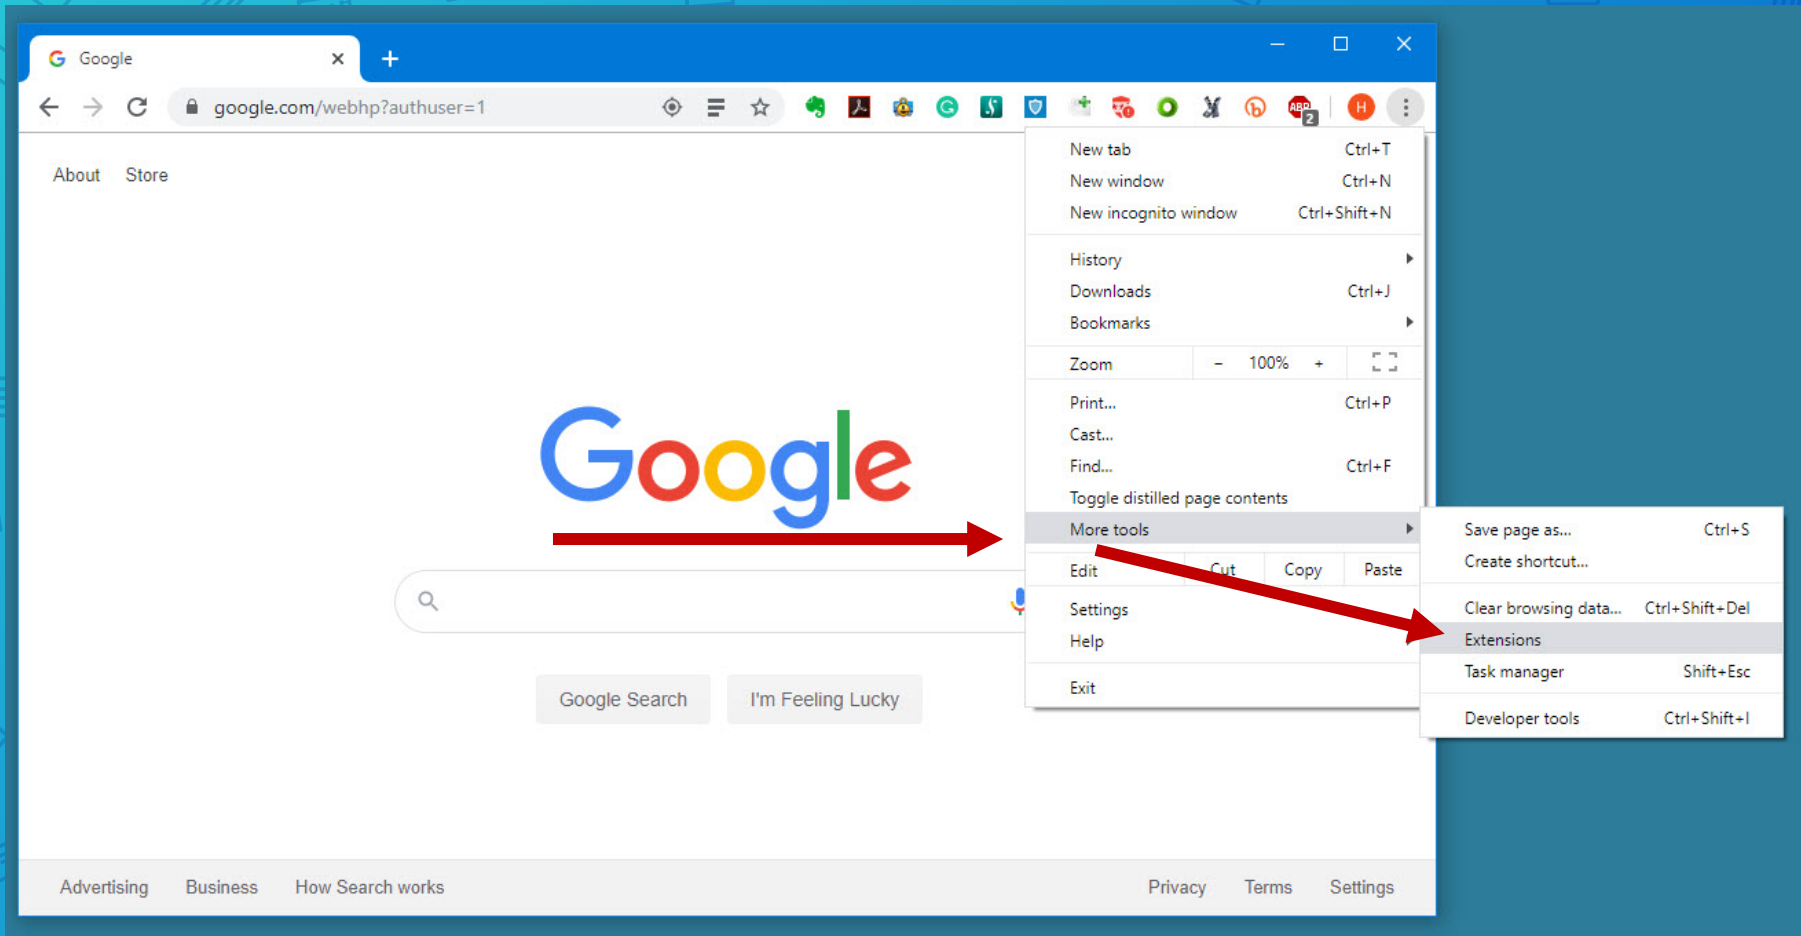 Google
google.com/webhp?authuser=1
ABP
2
H
About Store
New tab Ctrl+T
New window Ctrl+N
New incognito window Ctrl+Shift+N
History
Downloads Ctrl+J
Bookmarks
Zoom - 100% +
Print... Ctrl+P
Cast...
Find... Ctrl+F
Toggle distilled page contents
More tools
Edit Cut Copy Paste
Settings
Help
Exit
Save page as... Ctrl+S
Create shortcut...
Clear browsing data... Ctrl+Shift+Del
Extensions
Task manager Shift+Esc
Developer tools Ctrl+Shift+I
Google
Google Search I'm Feeling Lucky
Advertising Business How Search works Privacy Terms Settings